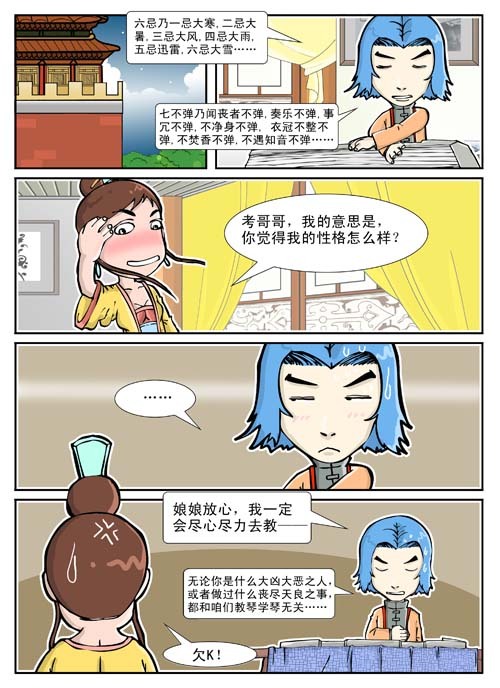 六忌乃一忌大寒,二忌大
暑,三忌大风,四忌大雨,
五忌迅雷,六忌大雪……
七不弹乃闻丧者不弹,奏乐不弹,事
冗不弹,不净身不弹, 衣冠不整不
弹,不焚香不弹,不遇知音不弹……
考哥哥，我的意思是，
你觉得我的性格怎么样?
……
娘娘放心，我一定
会尽心尽力去教——
无论你是什么大凶大恶之人，
或者做过什么丧尽天良之事，
都和咱们教琴学琴无关……
欠K!